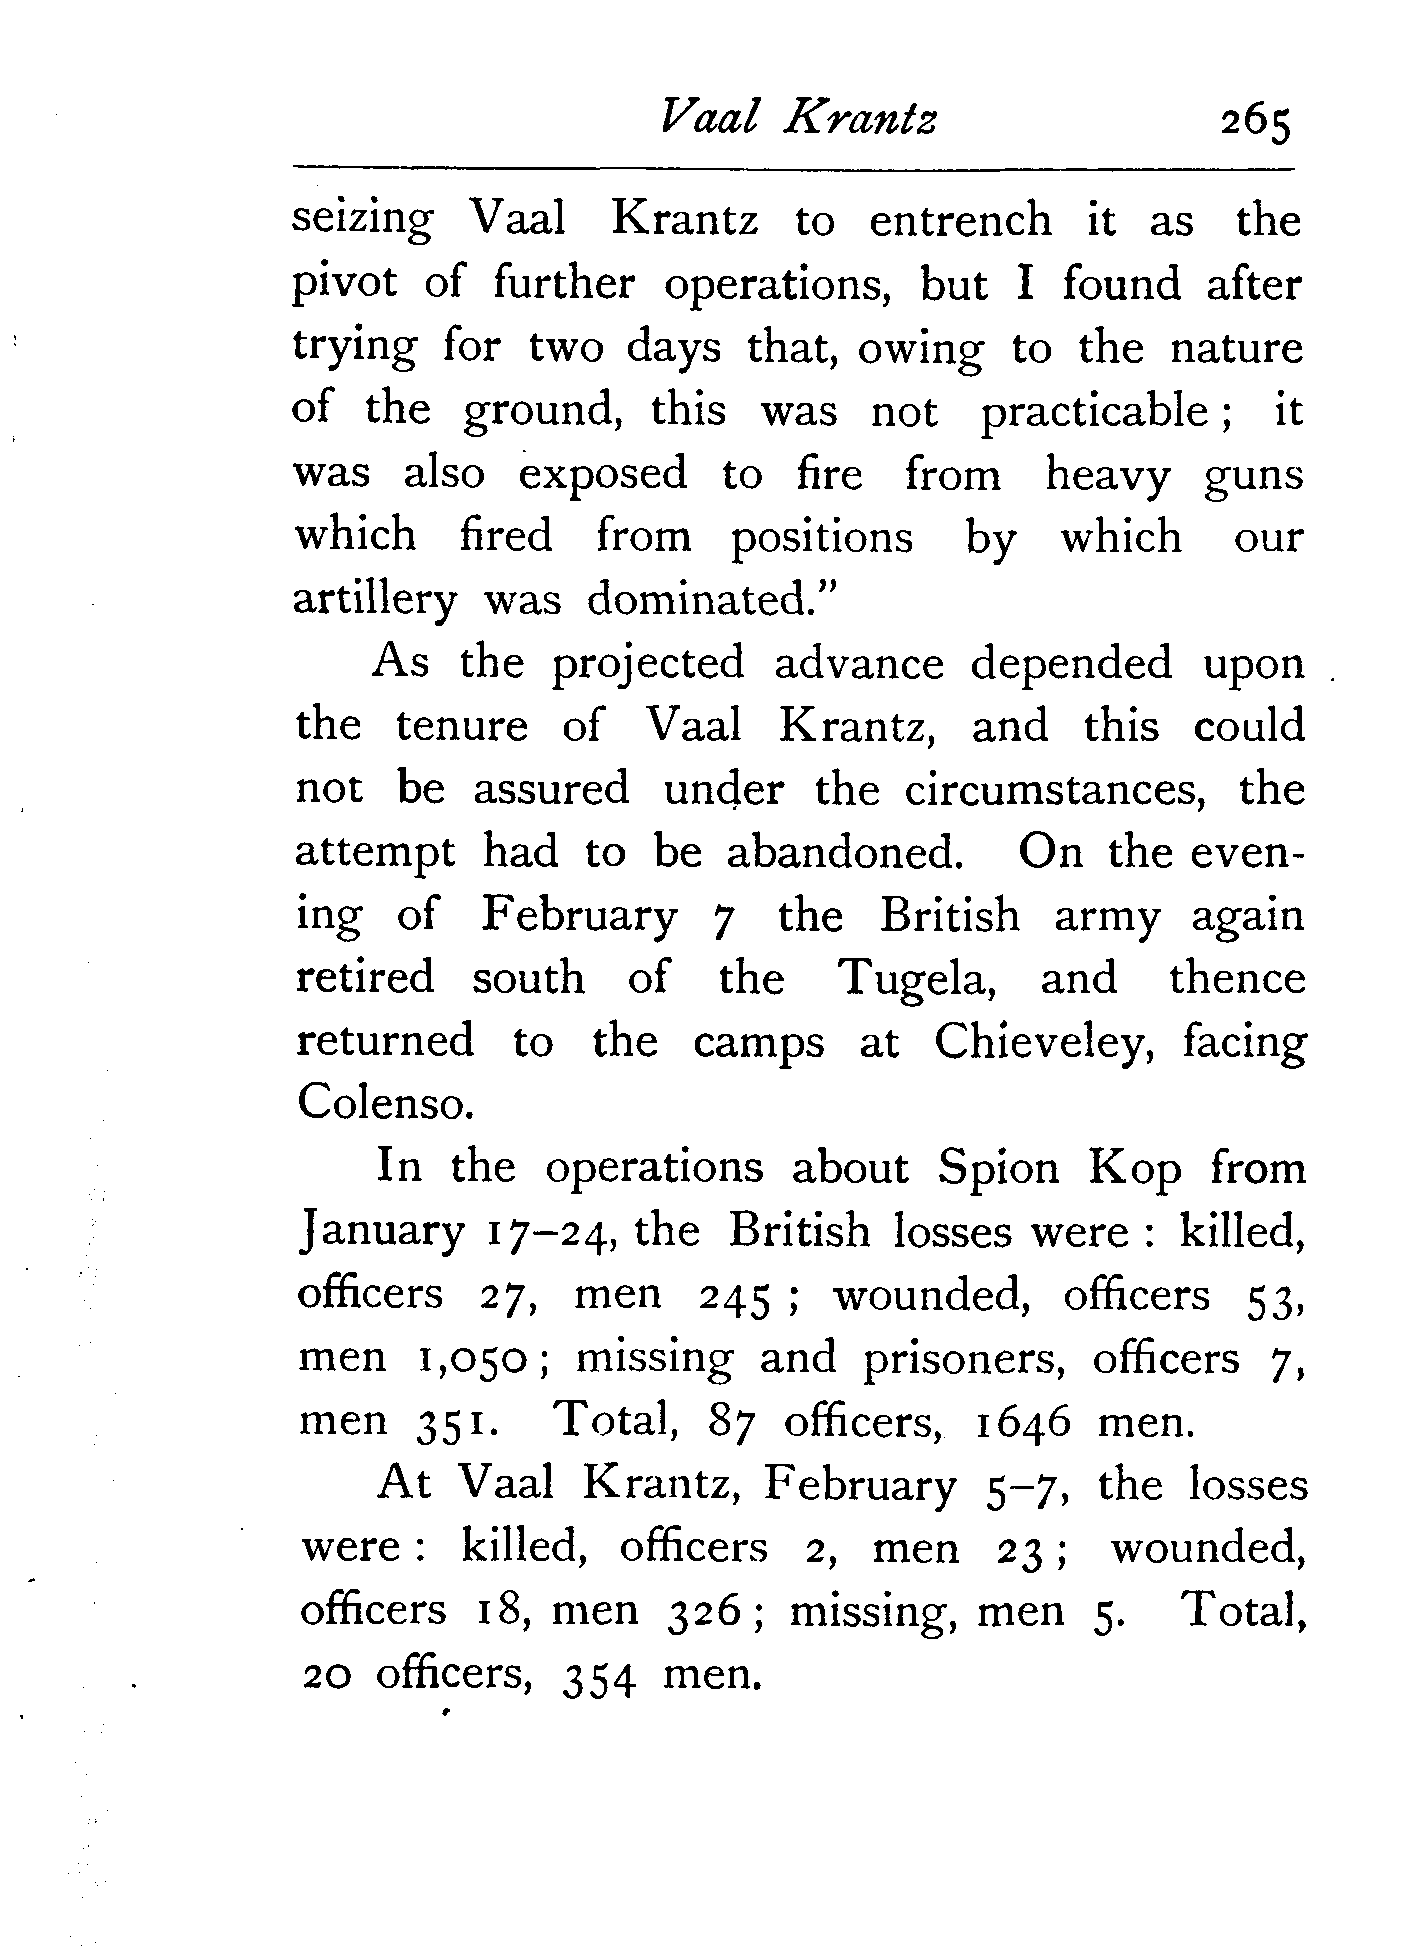 Vaal Krantz 265
seizing Vaal Krantz to entrench it as the
pivot of further operations, but I found after
trying for two days that, owing to the nature
of the ground, this was not practicable ; it
was also exposed to fire from heavy guns
which fired from positions by which our
artillery was dominated."
As the projected advance depended upon
the tenure of Vaal Krantz, and this could
not be assured under the circumstances, the
attempt had to be abandoned. On the even-
ing of February 7 the British army again
retired south of the Tugela, and thence
returned to the camps at Chieveley, facing
Colenso.
In the operations about Spion Kop from
January 17–24, the British losses were : killed,
officers 27, men 245 ; wounded, officers 53,
men 1,050 ; missing and prisoners, officers 7,
men 351. Total, 87 officers, 1646 men.
At Vaal Krantz, February 5–7, the losses
were : killed, officers 2, men 23 ; wounded,
officers 18, men 326 ; missing, men 5. Total,
20 officers, 354 men.